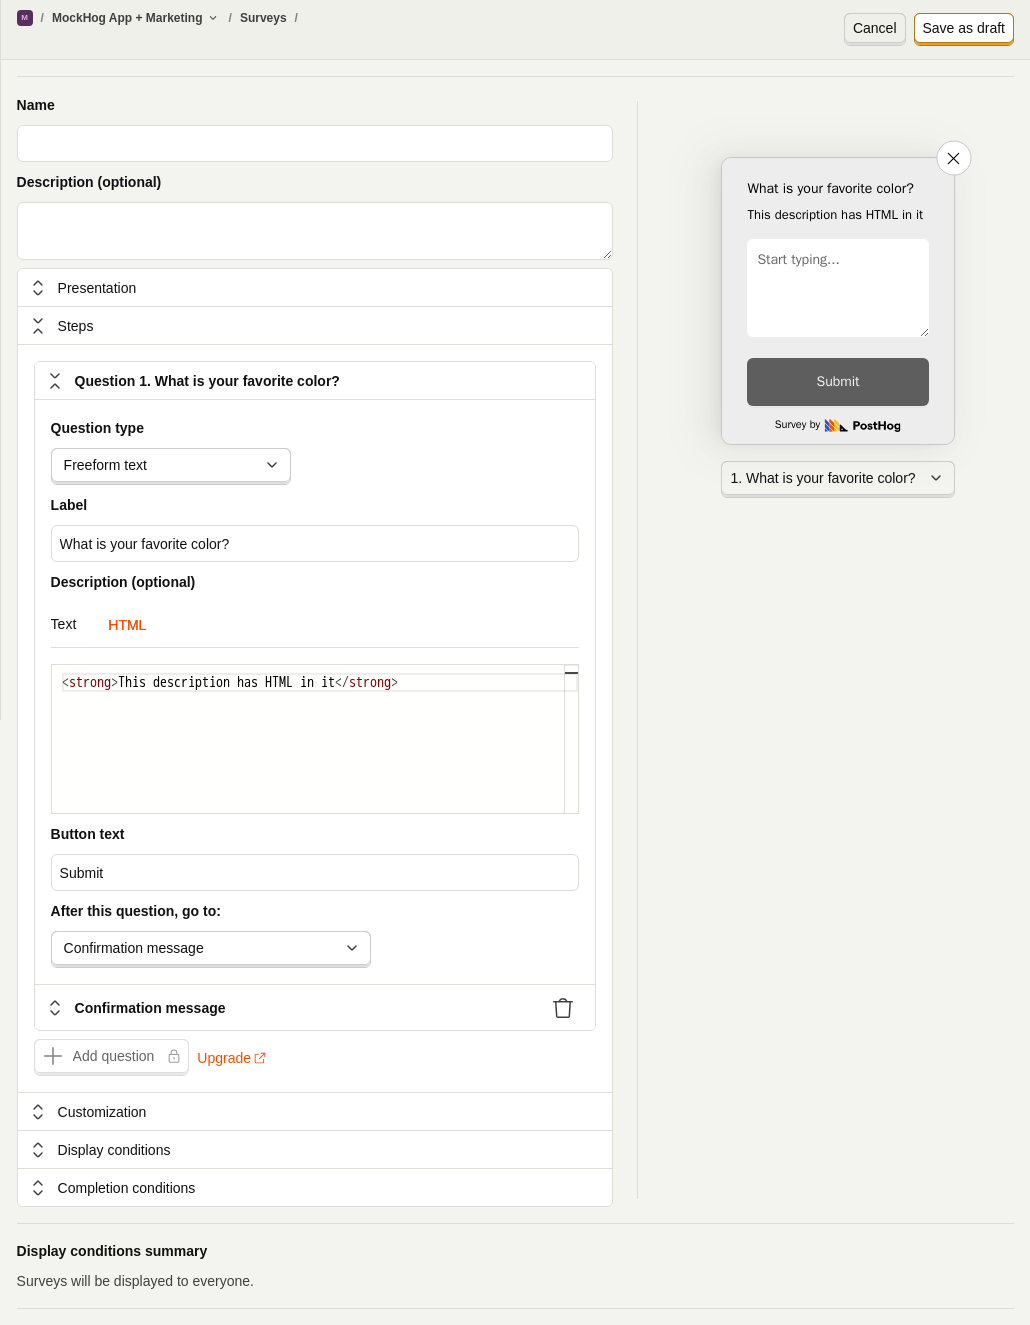 M / MockHog App + Marketing / Surveys /
Cancel
Save as draft
Name
Description (optional)
Presentation
Steps
Question 1. What is your favorite color?
Question type
Freeform text
Label
What is your favorite color?
Description (optional)
Text HTML
<strong>This description has HTML in it</strong>
Button text
Submit
After this question, go to:
Confirmation message
Confirmation message
Add question Upgrade
Customization
Display conditions
Completion conditions
What is your favorite color?
This description has HTML in it
Start typing...
Submit
Survey by PostHog
1. What is your favorite color?
Display conditions summary
Surveys will be displayed to everyone.